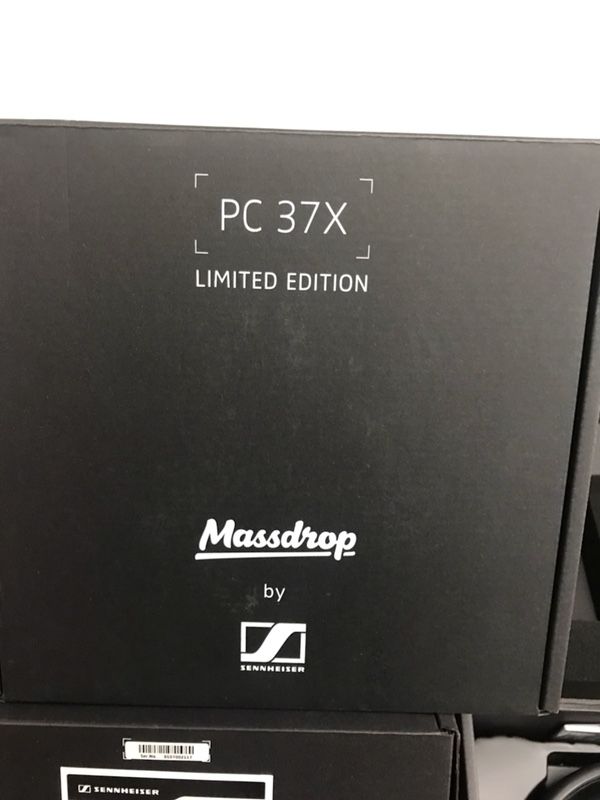 PC 37X
LIMITED EDITION
Massdrop
by
SENNHEISER
SENNHEISER